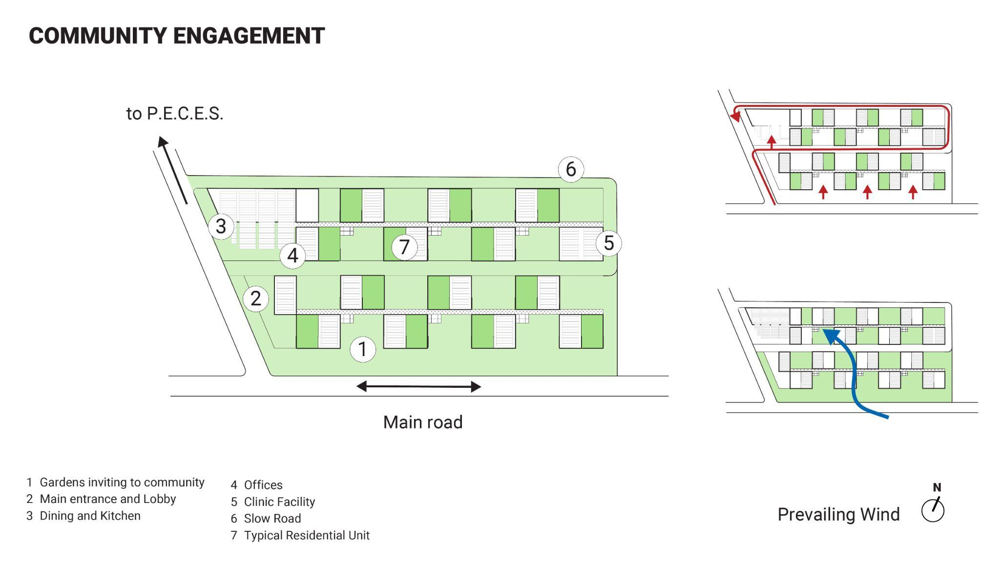 COMMUNITY ENGAGEMENT
to P.E.C.E.S.
6
3
5
7
4
2
1
Main road
1 Gardens inviting to community
2 Main entrance and Lobby
3 Dining and Kitchen
4 Offices
5 Clinic Facility
6 Slow Road
7 Typical Residential Unit
Prevailing Wind
N